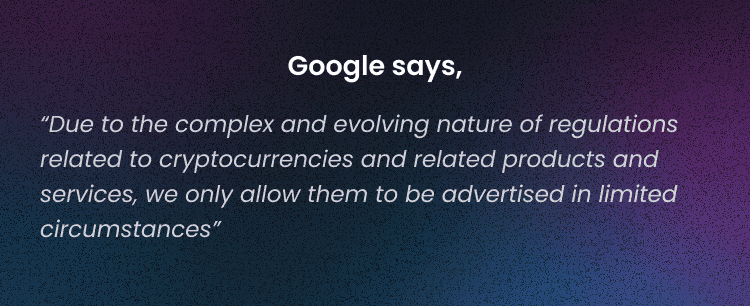 Google says,
“Due to the complex and evolving nature of regulations
related to cryptocurrencies and related products and
services, we only allow them to be advertised in limited
circumstances”